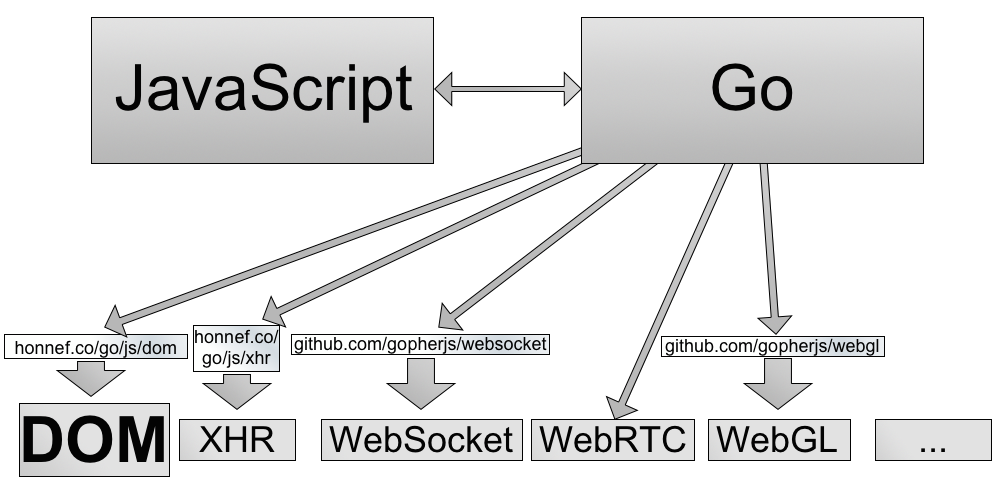 JavaScript
Go
honnef.co/go/js/dom
honnef.co/
go/js/xhr
github.com/gopherjs/websocket
github.com/gopherjs/webgl
DOM
XHR
WebSocket
WebRTC
WebGL
...